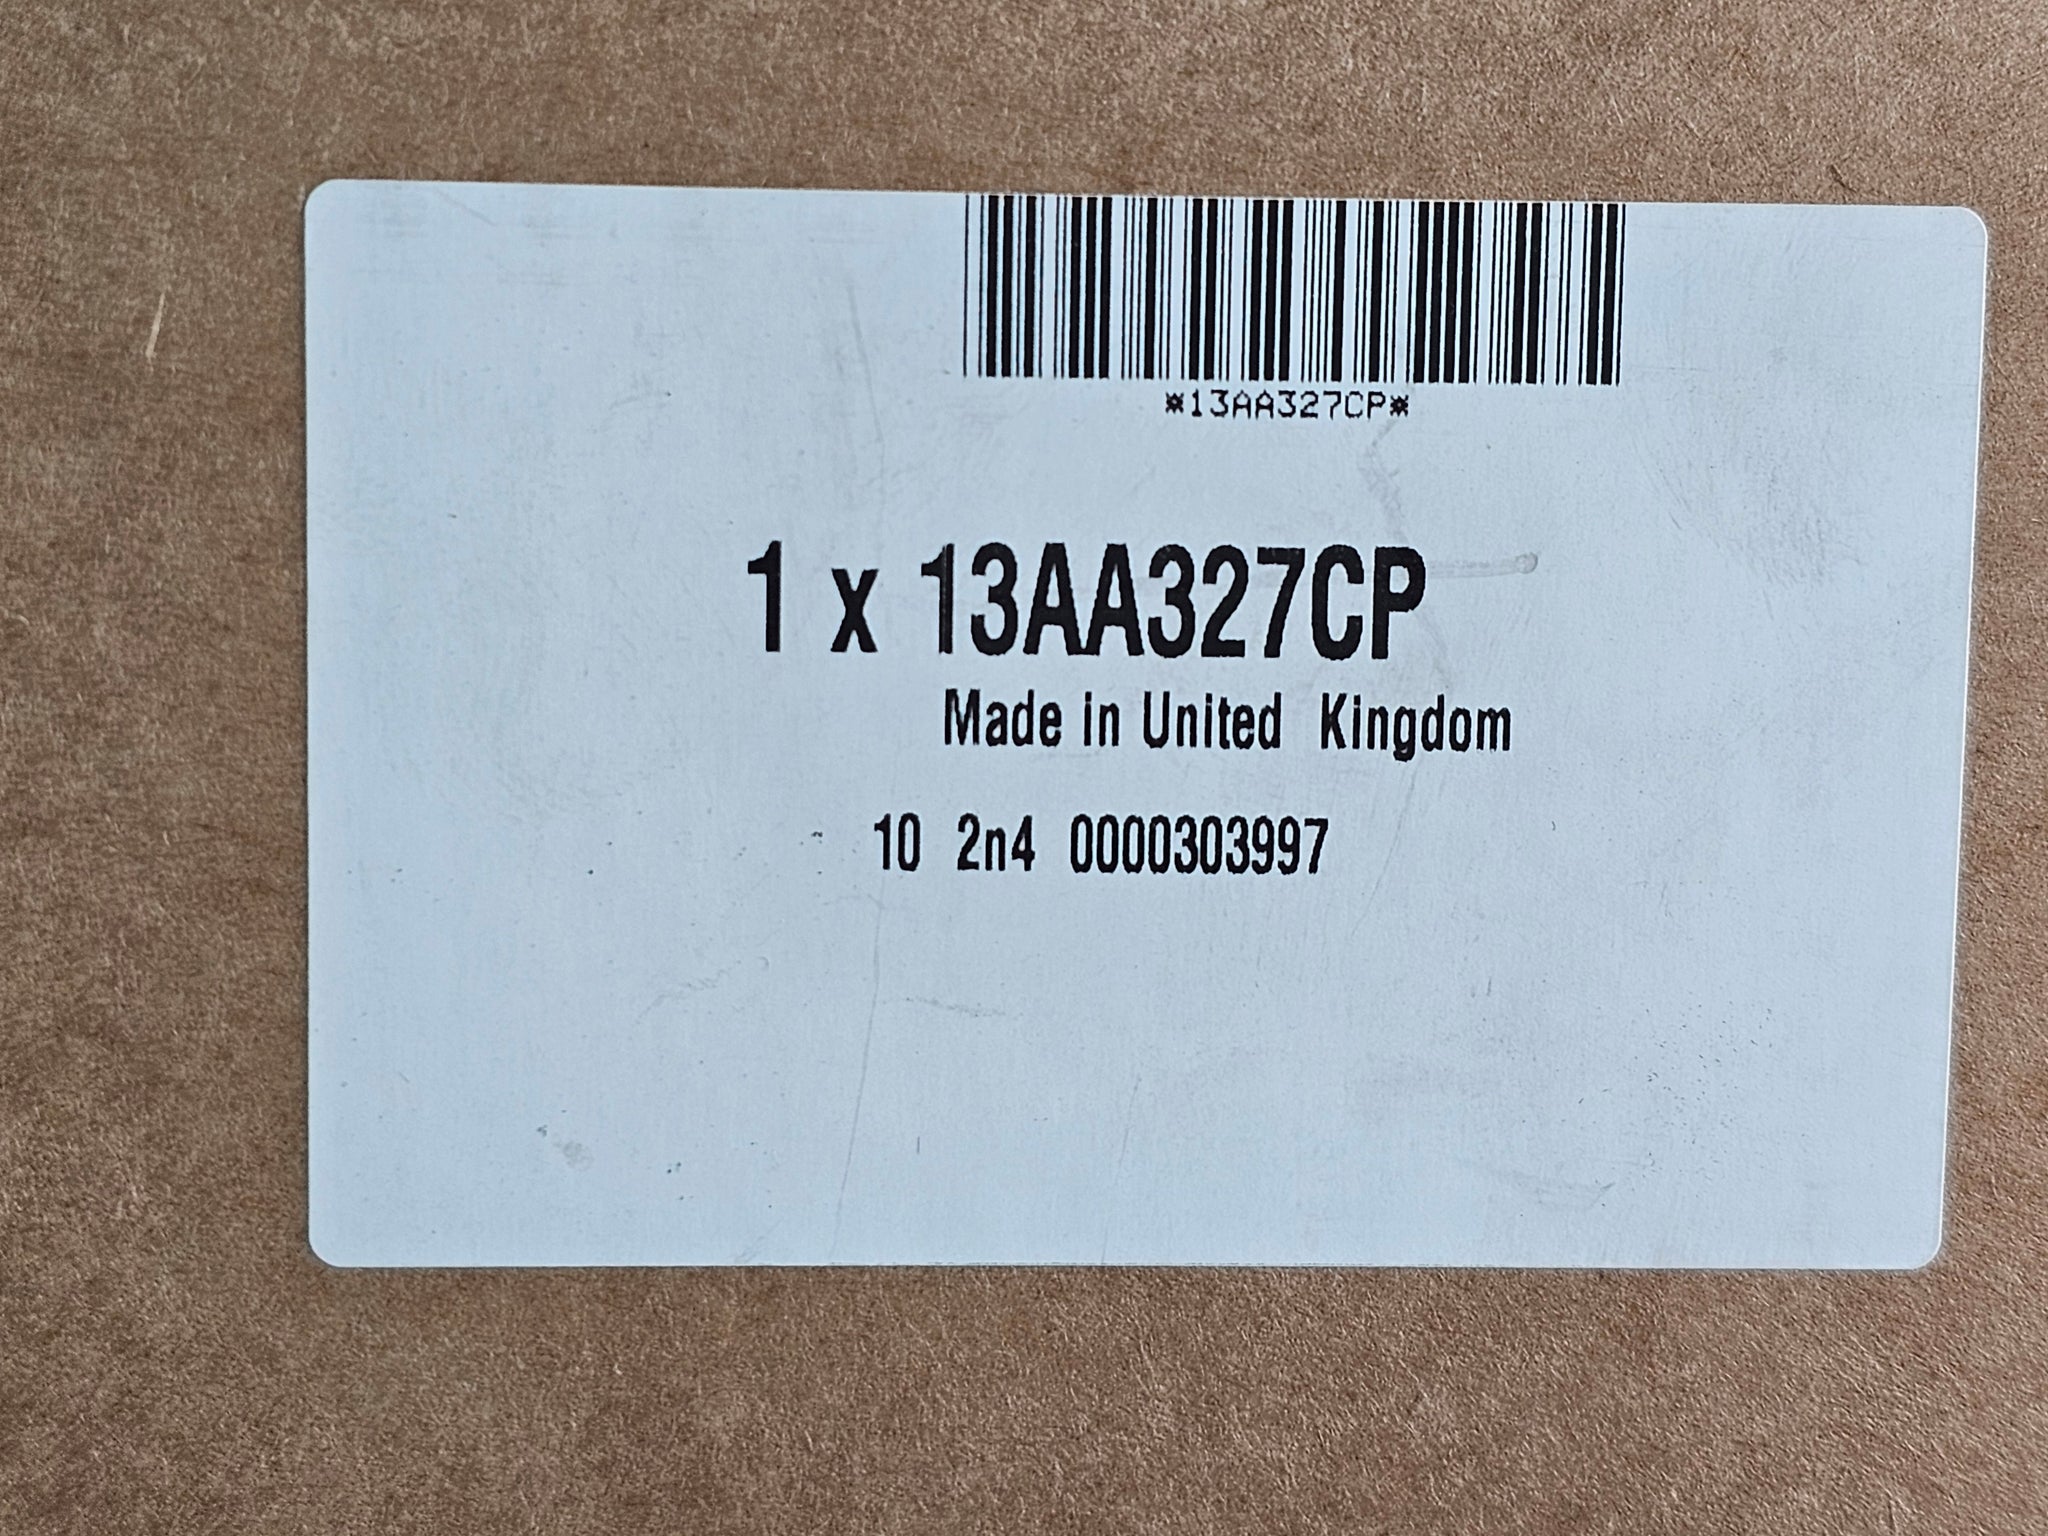 *13AA327CP*
1 x 13AA327CP
Made in United Kingdom
10 2n4 0000303997